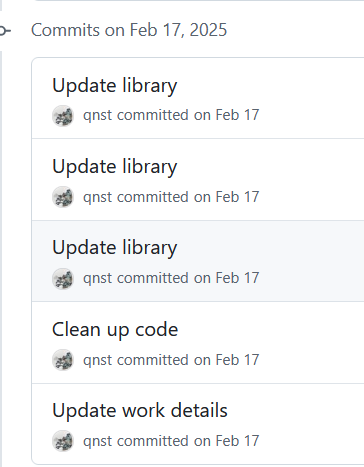 Commits on Feb 17, 2025
Update library
qnst committed on Feb 17
Update library
qnst committed on Feb 17
Update library
qnst committed on Feb 17
Clean up code
qnst committed on Feb 17
Update work details
qnst committed on Feb 17